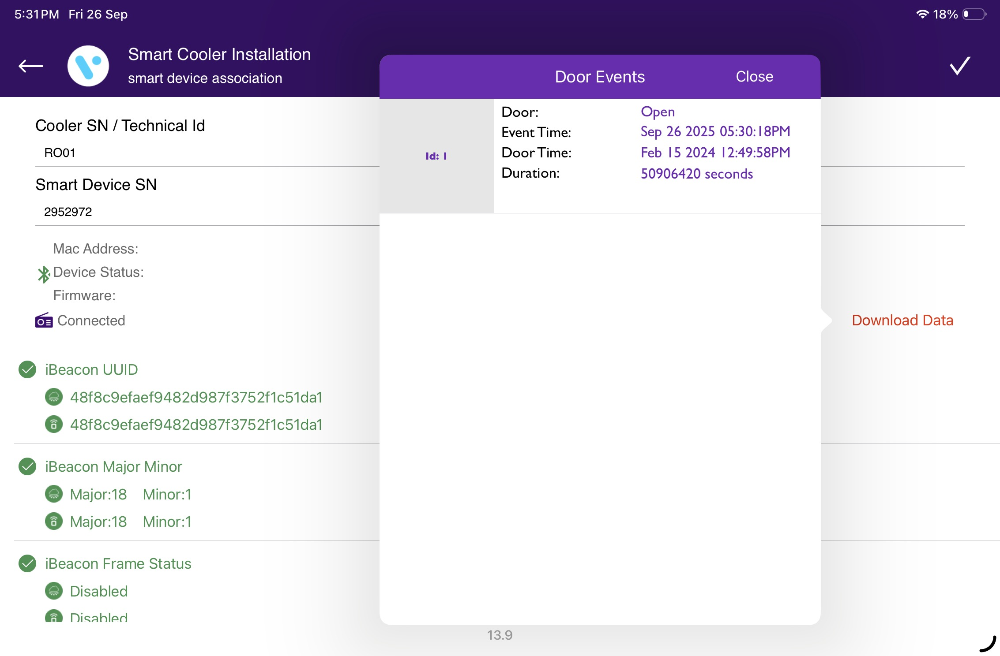 5:31 PM Fri 26 Sep
18%
Smart Cooler Installation
smart device association
Cooler SN / Technical Id
RO01
Smart Device SN
2952972
Mac Address:
Device Status:
Firmware:
Connected
Download Data
iBeacon UUID
48f8c9efaef9482d987f3752f1c51da1
48f8c9efaef9482d987f3752f1c51da1
iBeacon Major Minor
Major:18 Minor:1
Major:18 Minor:1
iBeacon Frame Status
Disabled
Disabled
Door Events Close
Id: 1
Door: Open
Event Time: Sep 26 2025 05:30:18PM
Door Time: Feb 15 2024 12:49:58PM
Duration: 50906420 seconds
13.9